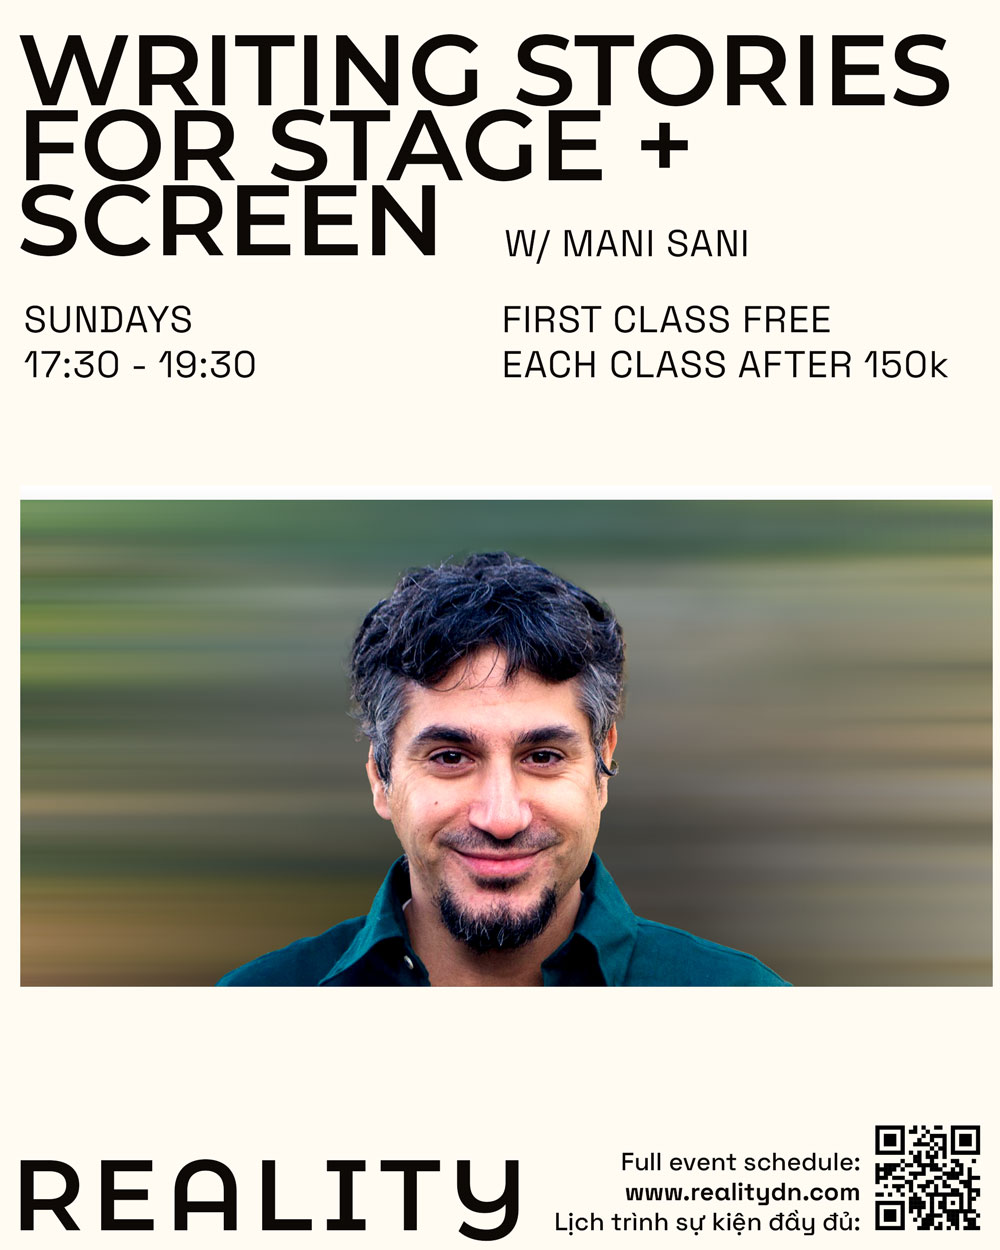 WRITING STORIES
FOR STAGE +
SCREEN
W/ MANI SANI
SUNDAYS
17:30 - 19:30
FIRST CLASS FREE
EACH CLASS AFTER 150k
REALITY
Full event schedule:
www.realitydn.com
Lịch trình sự kiện đầy đủ: